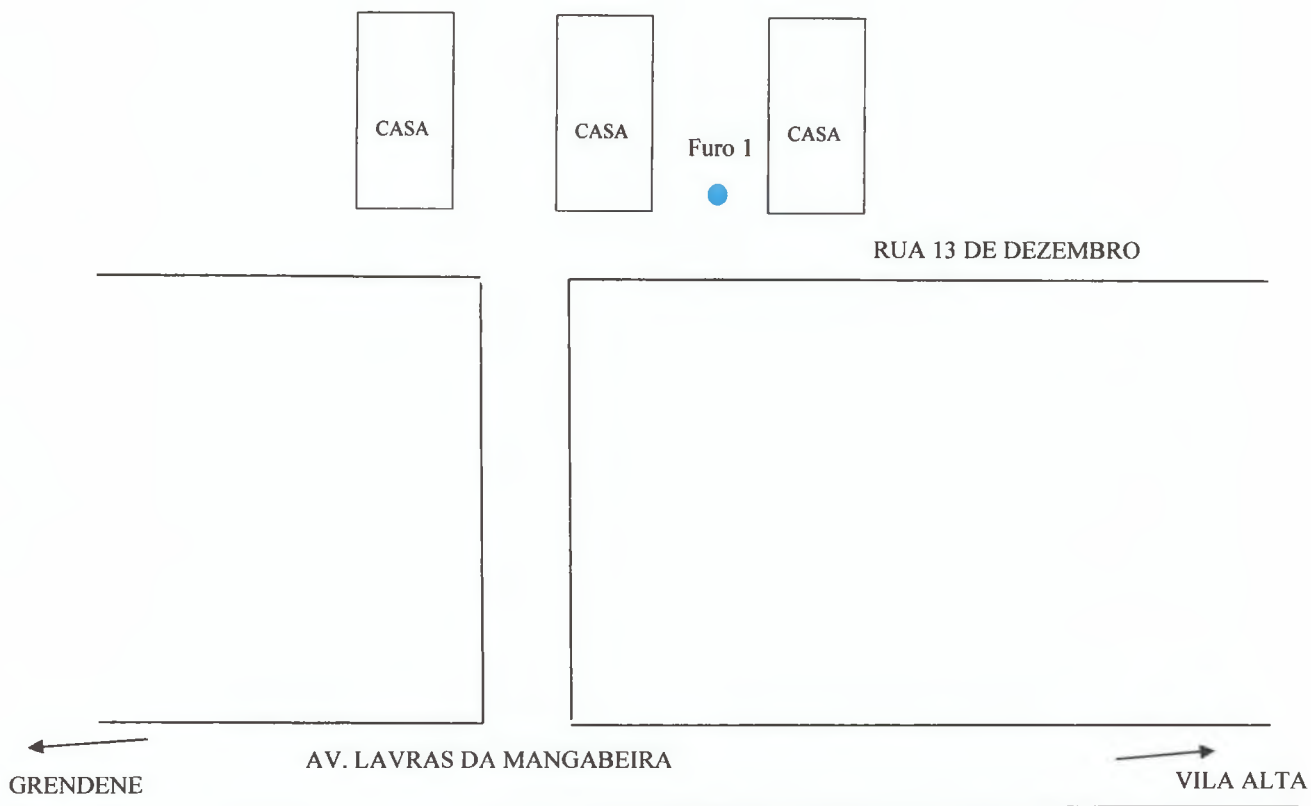 CASA
CASA
CASA
Furo 1
RUA 13 DE DEZEMBRO
AV. LAVRAS DA MANGABEIRA
GRENDENE
VILA ALTA